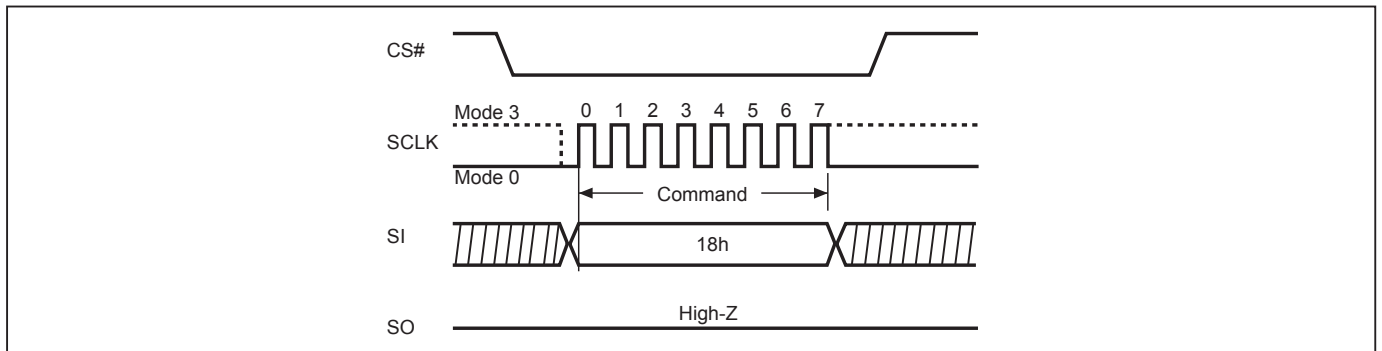 CS#
Mode 3
0 1 2 3 4 5 6 7
SCLK
Mode 0
Command
SI
18h
High-Z
SO